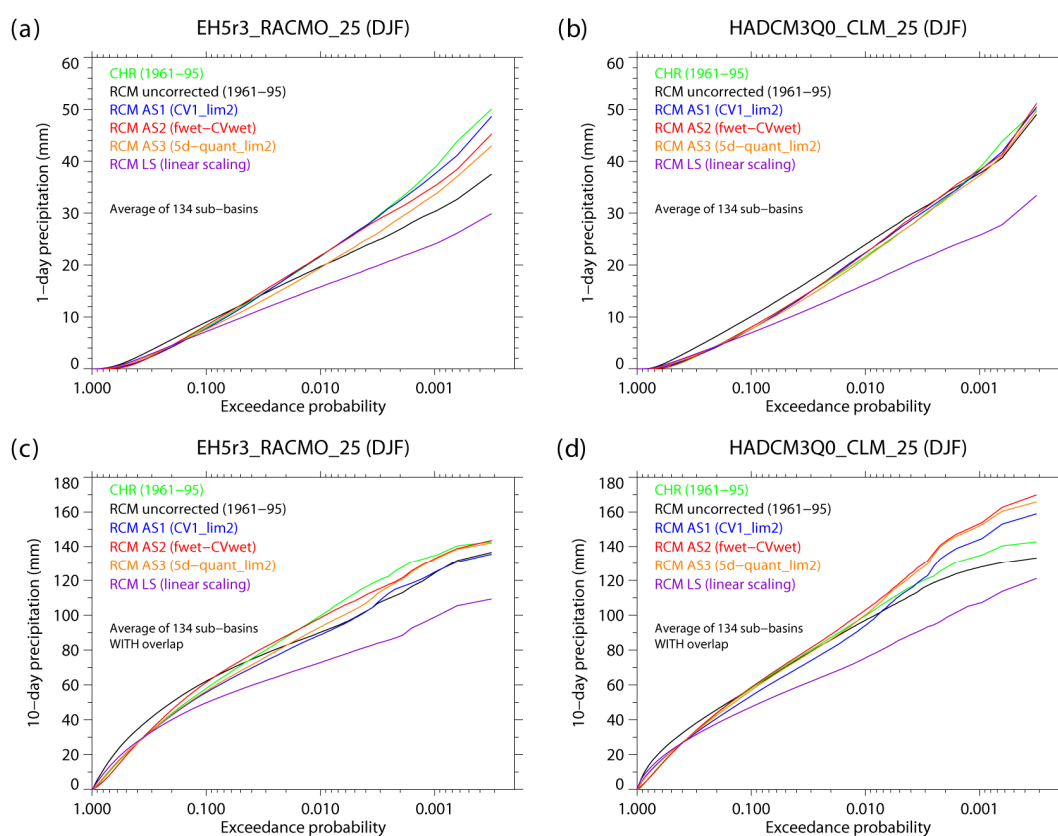 (a)
EH5r3_RACMO_25 (DJF)
60
50
40
30
20
10
0
1−day precipitation (mm)
CHR (1961−95)
RCM uncorrected (1961−95)
RCM AS1 (CV1_lim2)
RCM AS2 (fwet−CVwet)
RCM AS3 (5d−quant_lim2)
RCM LS (linear scaling)
Average of 134 sub−basins
1.000 0.100 0.010 0.001
Exceedance probability
(b)
HADCM3Q0_CLM_25 (DJF)
60
50
40
30
20
10
0
1−day precipitation (mm)
CHR (1961−95)
RCM uncorrected (1961−95)
RCM AS1 (CV1_lim2)
RCM AS2 (fwet−CVwet)
RCM AS3 (5d−quant_lim2)
RCM LS (linear scaling)
Average of 134 sub−basins
1.000 0.100 0.010 0.001
Exceedance probability
(c)
EH5r3_RACMO_25 (DJF)
180
160
140
120
100
80
60
40
20
0
10−day precipitation (mm)
CHR (1961−95)
RCM uncorrected (1961−95)
RCM AS1 (CV1_lim2)
RCM AS2 (fwet−CVwet)
RCM AS3 (5d−quant_lim2)
RCM LS (linear scaling)
Average of 134 sub−basins
WITH overlap
1.000 0.100 0.010 0.001
Exceedance probability
(d)
HADCM3Q0_CLM_25 (DJF)
180
160
140
120
100
80
60
40
20
0
10−day precipitation (mm)
CHR (1961−95)
RCM uncorrected (1961−95)
RCM AS1 (CV1_lim2)
RCM AS2 (fwet−CVwet)
RCM AS3 (5d−quant_lim2)
RCM LS (linear scaling)
Average of 134 sub−basins
WITH overlap
1.000 0.100 0.010 0.001
Exceedance probability